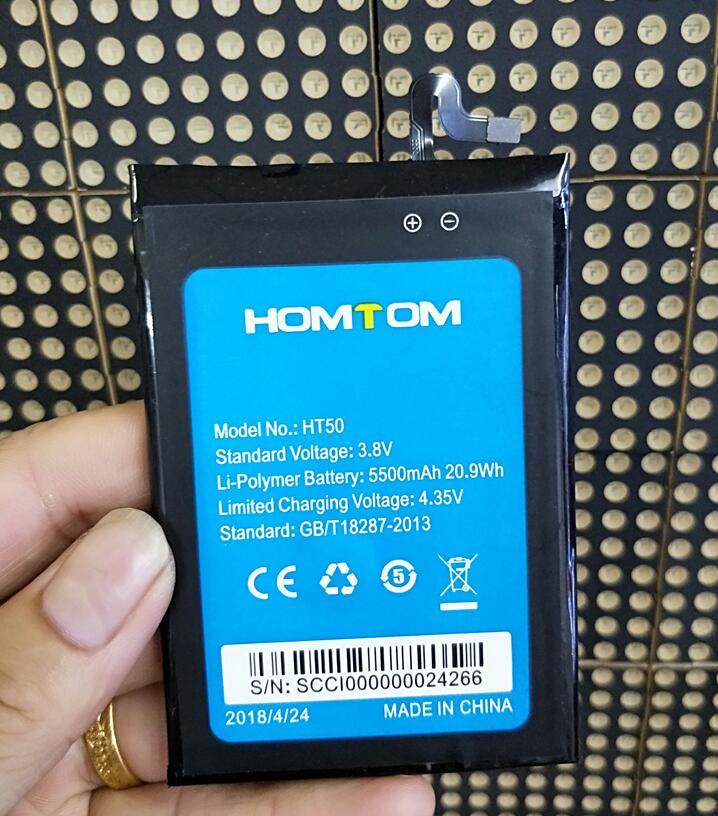 HOMTOM
Model No.: HT50
Standard Voltage: 3.8V
Li-Polymer Battery: 5500mAh 20.9Wh
Limited Charging Voltage: 4.35V
Standard: GB/T18287-2013
CE
5
S/N: SCCI000000024266
2018/4/24 MADE IN CHINA